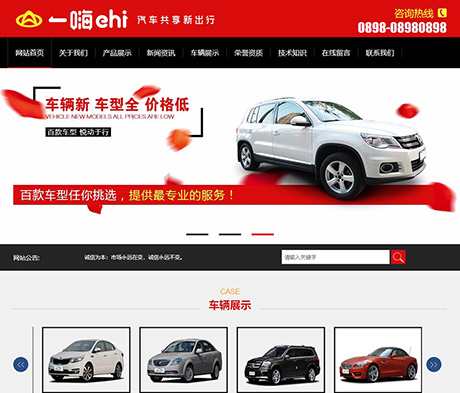 一嗨ehi 汽车共享新出行
咨询热线
0898-08980898
网站首页 关于我们 产品展示 新闻资讯 车辆展示 荣誉资质 技术知识 在线留言 联系我们
车辆新 车型全 价格低
VEHICLE NEW MODELS ALL PRICES ARE LOW
百款车型 悦动于行
百款车型任你挑选，提供最专业的服务！
网站公告: 诚信为本：市场永远在变，诚信永远不变。 请输入关键字
CASE
车辆展示